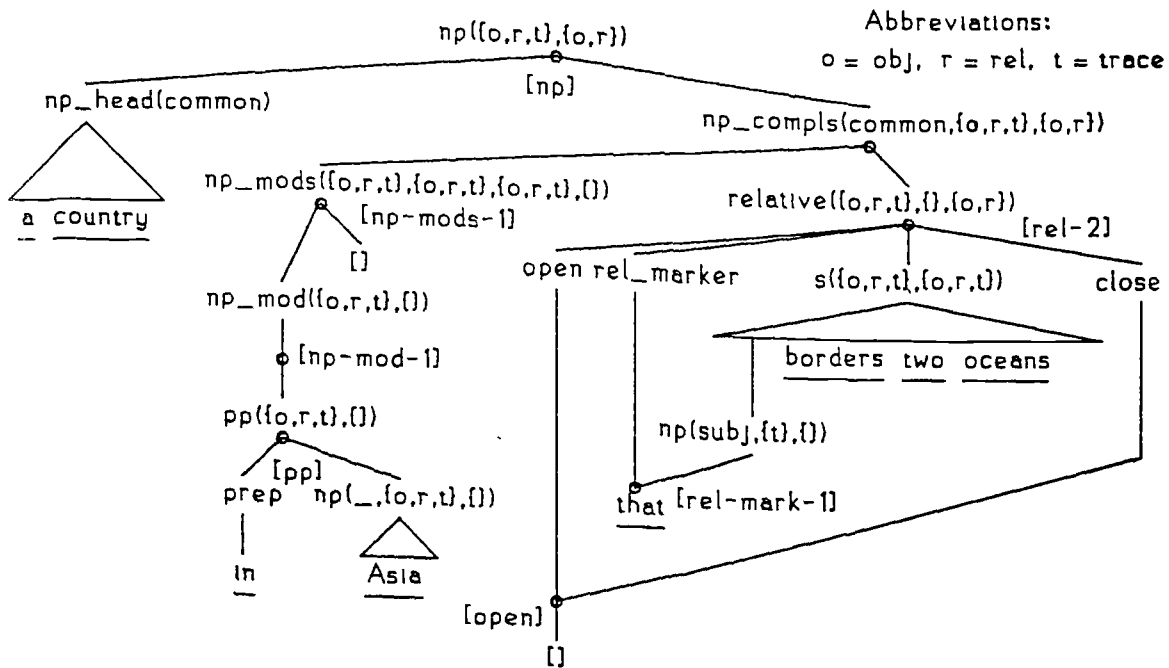 np({o,r,t},{o,r})
Abbreviations:
o = obj, r = rel, t = trace
[np]
np_head(common)
np_compls(common,{o,r,t},{o,r})
np_mods({o,r,t},{o,r,t},{o,r,t},{})
relative({o,r,t},{},{o,r})
a country
[np-mods-1]
[rel-2]
[]
open rel_marker
s({o,r,t},{o,r,t})
close
np_mod({o,r,t},{})
[np-mod-1]
borders two oceans
pp({o,r,t},{})
np(subj,{t},{})
[pp]
prep np(_,{o,r,t},{})
that [rel-mark-1]
in Asia
[open]
[]